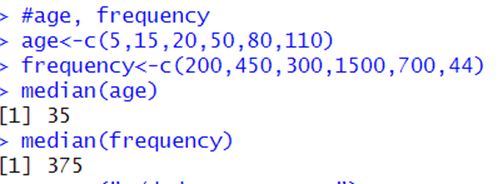 > #age, frequency
> age<-c(5,15,20,50,80,110)
> frequency<-c(200,450,300,1500,700,44)
> median(age)
[1] 35
> median(frequency)
[1] 375